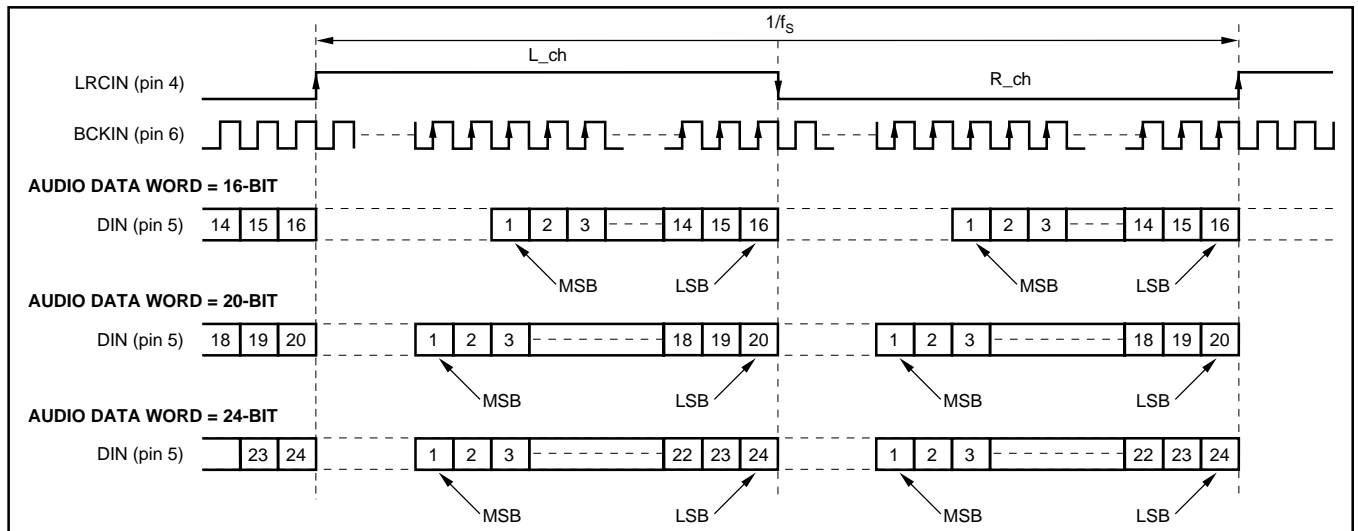 1/fS
L_ch
R_ch
LRCIN (pin 4)
BCKIN (pin 6)
AUDIO DATA WORD = 16-BIT
DIN (pin 5) 14 15 16 1 2 3 14 15 16 1 2 3 14 15 16
MSB LSB MSB LSB
AUDIO DATA WORD = 20-BIT
DIN (pin 5) 18 19 20 1 2 3 18 19 20 1 2 3 18 19 20
MSB LSB MSB LSB
AUDIO DATA WORD = 24-BIT
DIN (pin 5) 23 24 1 2 3 22 23 24 1 2 3 22 23 24
MSB LSB MSB LSB